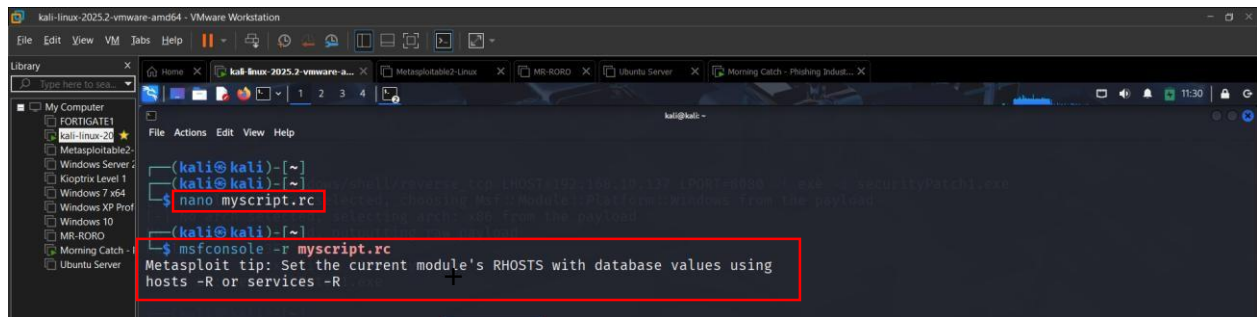 kali-linux-2025.2-vmware-amd64 - VMware Workstation
File Edit View VM Tabs Help
Library
Type here to sea...
Home kali-linux-2025.2-vmware-a... Metasploitable2-Linux MR-RORO Ubuntu Server Morning Catch - Phishing Indust...
1 2 3 4 11:30
My Computer
FORTIGATE1
kali-linux-20
Metasploitable2-
Windows Server 2
Kioptrix Level 1
Windows 7 x64
Windows XP Prof
Windows 10
MR-RORO
Morning Catch - P
Ubuntu Server
kali@kali: ~
File Actions Edit View Help
(kali㉿kali)-[~]
(kali㉿kali)-[~]
$ nano myscript.rc
(kali㉿kali)-[~]
$ msfconsole -r myscript.rc
Metasploit tip: Set the current module's RHOSTS with database values using
hosts -R or services -R